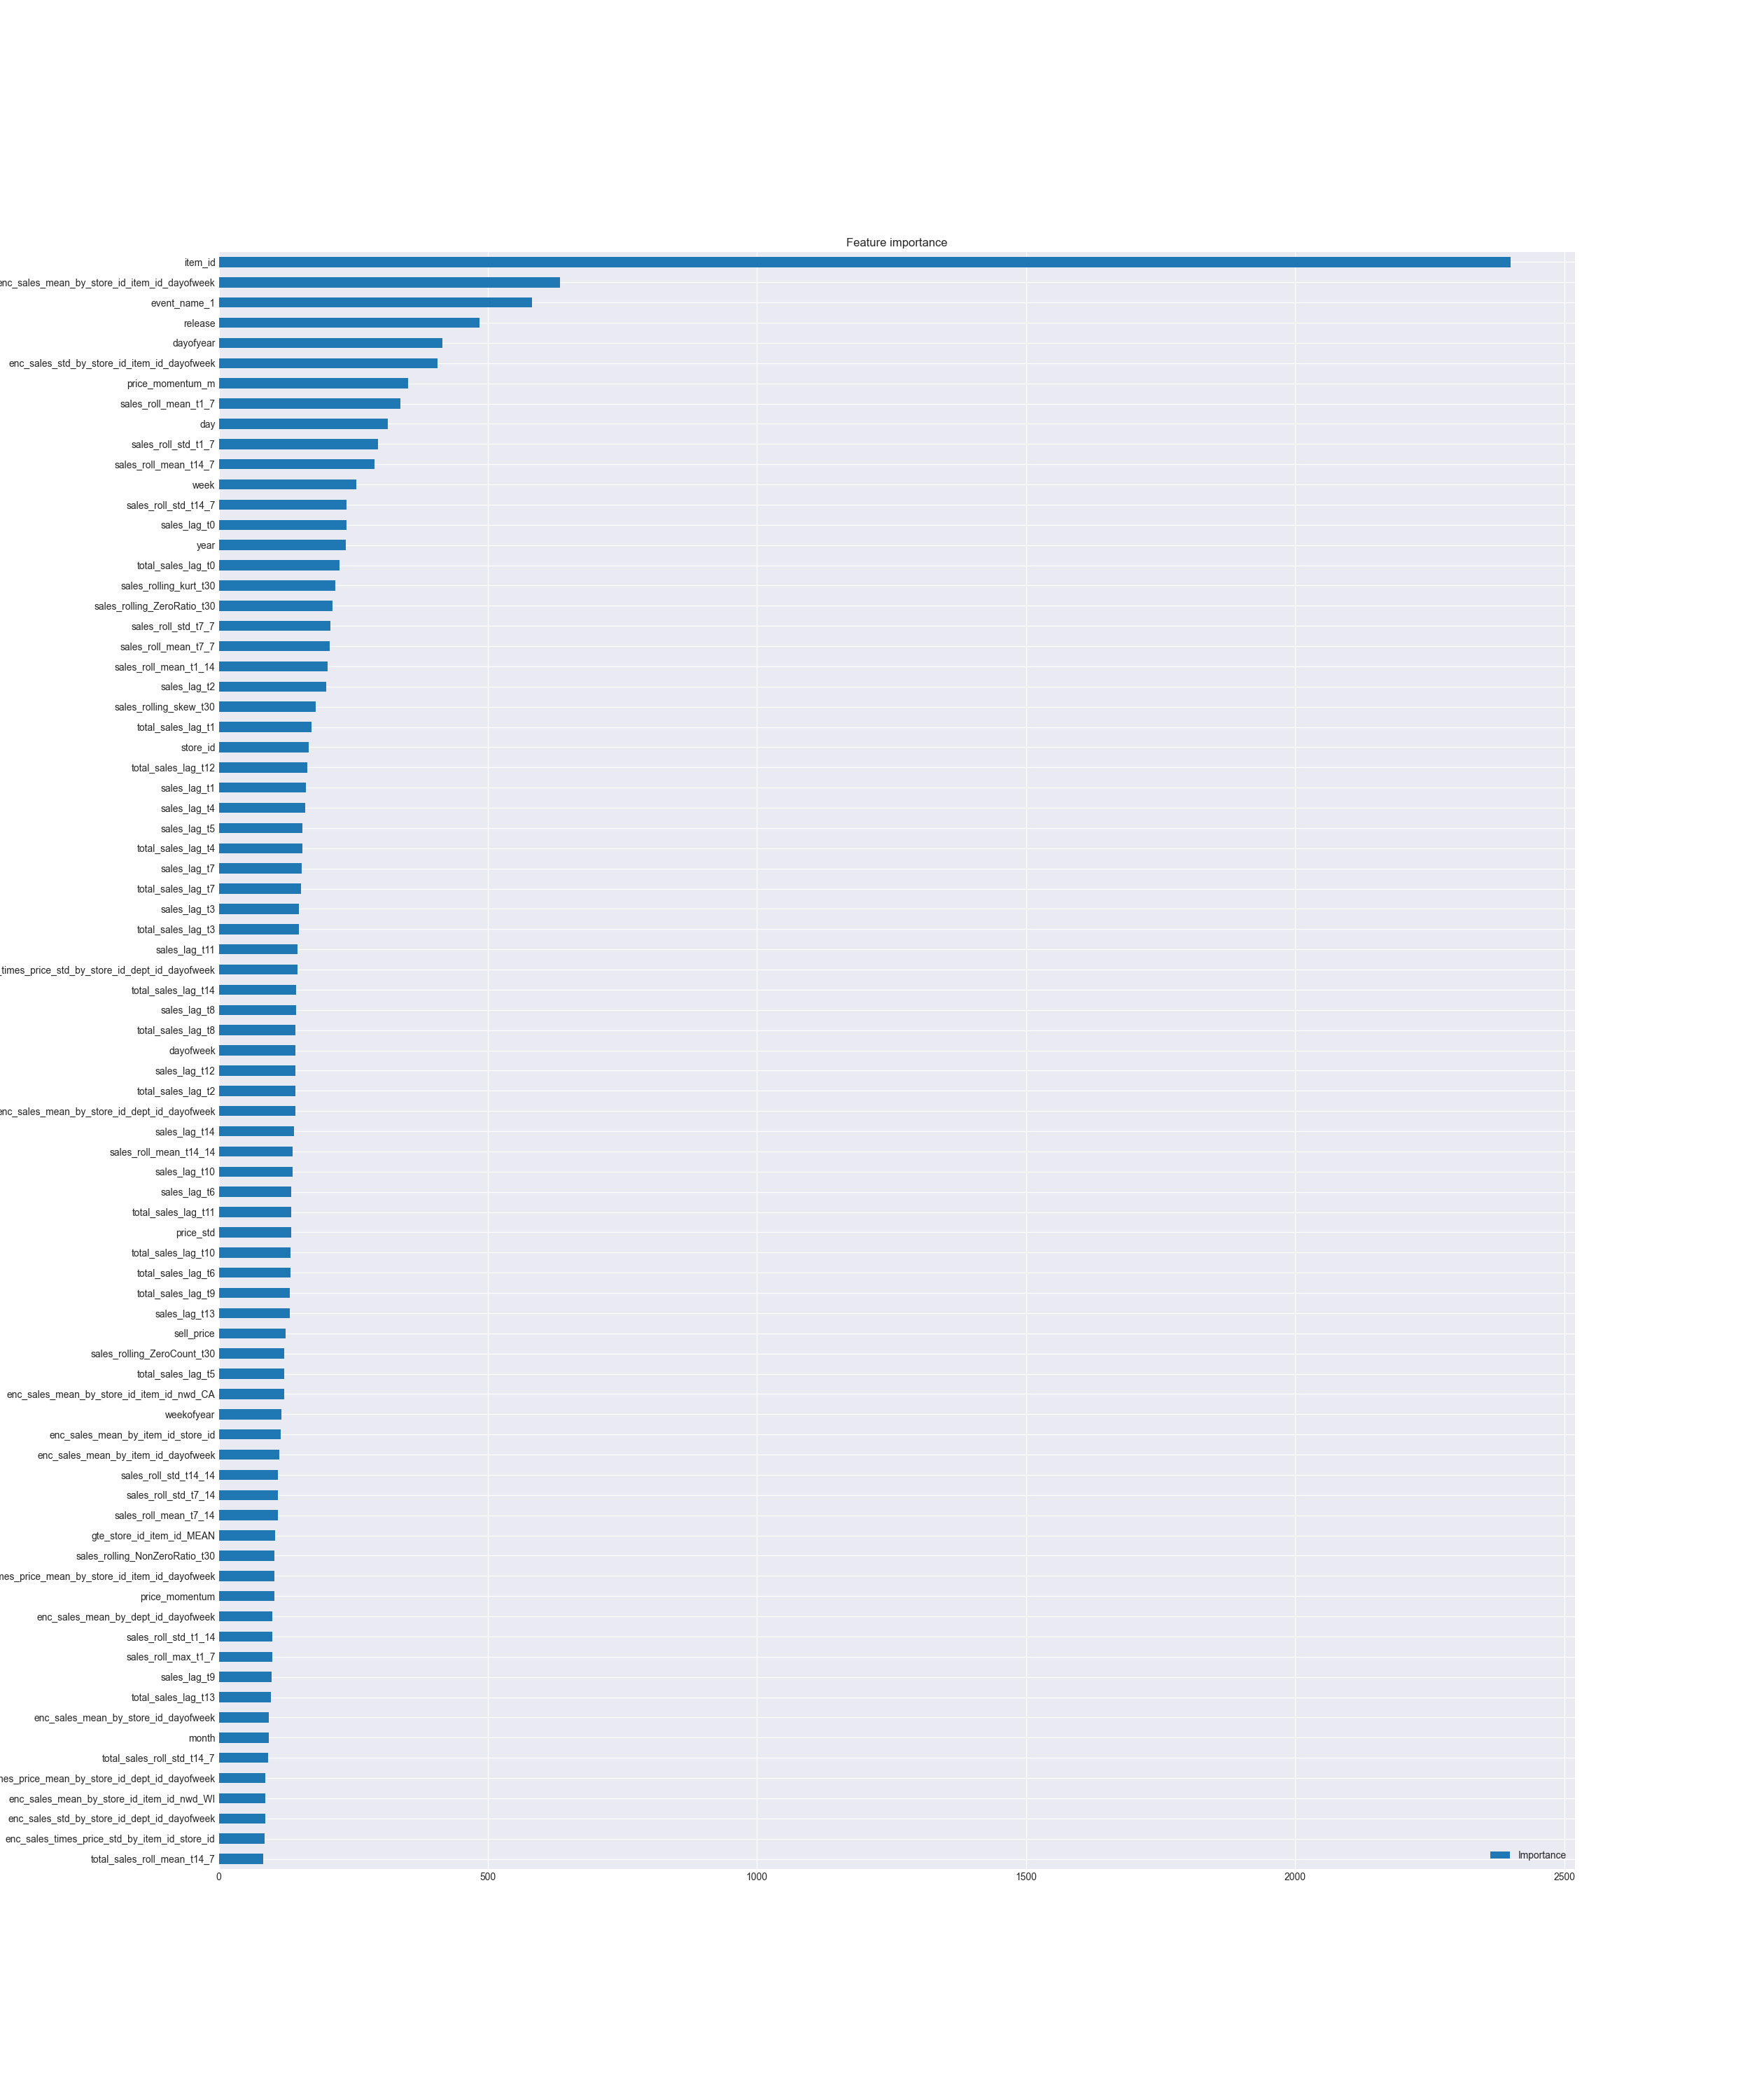 Feature importance
item_id
enc_sales_mean_by_store_id_item_id_dayofweek
event_name_1
release
dayofyear
enc_sales_std_by_store_id_item_id_dayofweek
price_momentum_m
sales_roll_mean_t1_7
day
sales_roll_std_t1_7
sales_roll_mean_t14_7
week
sales_roll_std_t14_7
sales_lag_t0
year
total_sales_lag_t0
sales_rolling_kurt_t30
sales_rolling_ZeroRatio_t30
sales_roll_std_t7_7
sales_roll_mean_t7_7
sales_roll_mean_t1_14
sales_lag_t2
sales_rolling_skew_t30
total_sales_lag_t1
store_id
total_sales_lag_t12
sales_lag_t1
sales_lag_t4
sales_lag_t5
total_sales_lag_t4
sales_lag_t7
total_sales_lag_t7
sales_lag_t3
total_sales_lag_t3
sales_lag_t11
_times_price_std_by_store_id_dept_id_dayofweek
total_sales_lag_t14
sales_lag_t8
total_sales_lag_t8
dayofweek
sales_lag_t12
total_sales_lag_t2
enc_sales_mean_by_store_id_dept_id_dayofweek
sales_lag_t14
sales_roll_mean_t14_14
sales_lag_t10
sales_lag_t6
total_sales_lag_t11
price_std
total_sales_lag_t10
total_sales_lag_t6
total_sales_lag_t9
sales_lag_t13
sell_price
sales_rolling_ZeroCount_t30
total_sales_lag_t5
enc_sales_mean_by_store_id_item_id_nwd_CA
weekofyear
enc_sales_mean_by_item_id_store_id
enc_sales_mean_by_item_id_dayofweek
sales_roll_std_t14_14
sales_roll_std_t7_14
sales_roll_mean_t7_14
gte_store_id_item_id_MEAN
sales_rolling_NonZeroRatio_t30
mes_price_mean_by_store_id_item_id_dayofweek
price_momentum
enc_sales_mean_by_dept_id_dayofweek
sales_roll_std_t1_14
sales_roll_max_t1_7
sales_lag_t9
total_sales_lag_t13
enc_sales_mean_by_store_id_dayofweek
month
total_sales_roll_std_t14_7
mes_price_mean_by_store_id_dept_id_dayofweek
enc_sales_mean_by_store_id_item_id_nwd_WI
enc_sales_std_by_store_id_dept_id_dayofweek
enc_sales_times_price_std_by_item_id_store_id
total_sales_roll_mean_t14_7
Importance
0 500 1000 1500 2000 2500